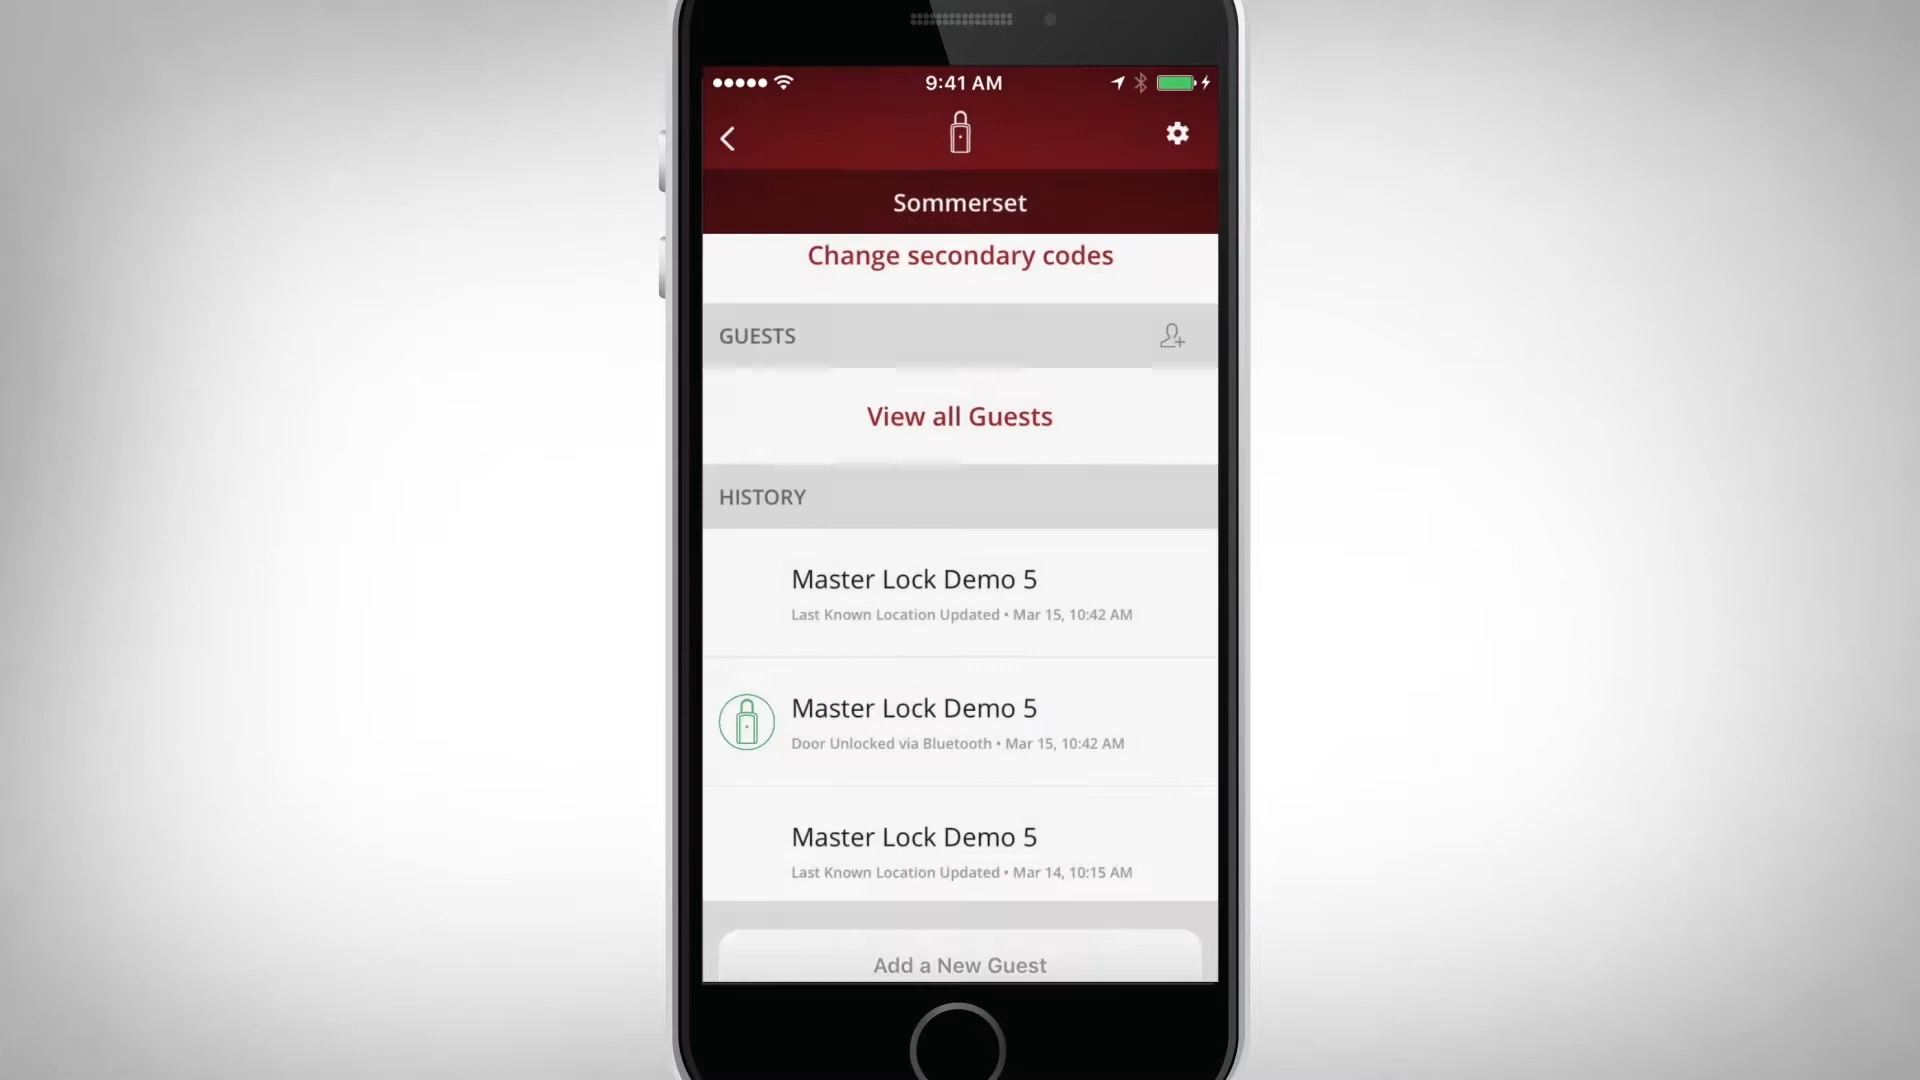 9:41 AM
Sommerset
Change secondary codes
GUESTS
View all Guests
HISTORY
Master Lock Demo 5
Last Known Location Updated • Mar 15, 10:42 AM
Master Lock Demo 5
Door Unlocked via Bluetooth • Mar 15, 10:42 AM
Master Lock Demo 5
Last Known Location Updated • Mar 14, 10:15 AM
Add a New Guest